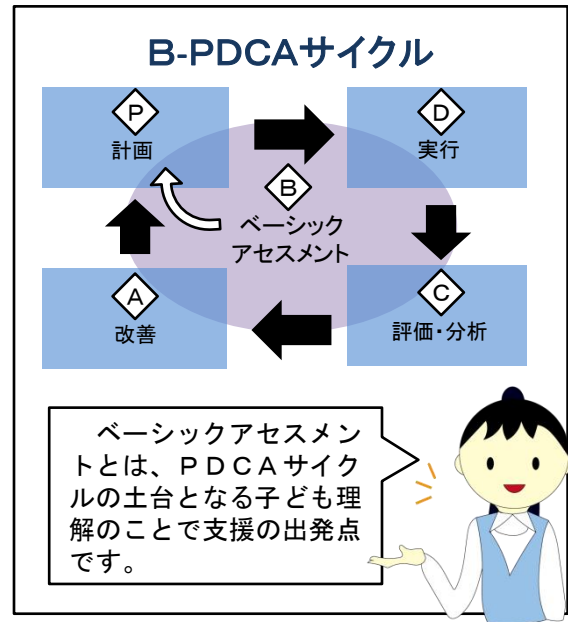 B-PDCAサイクル
P
計画
D
実行
B
ベーシック
アセスメント
A
改善
C
評価・分析
　ベーシックアセスメン
トとは、ＰＤＣＡサイク
ルの土台となる子ども理
解のことで支援の出発点
です。